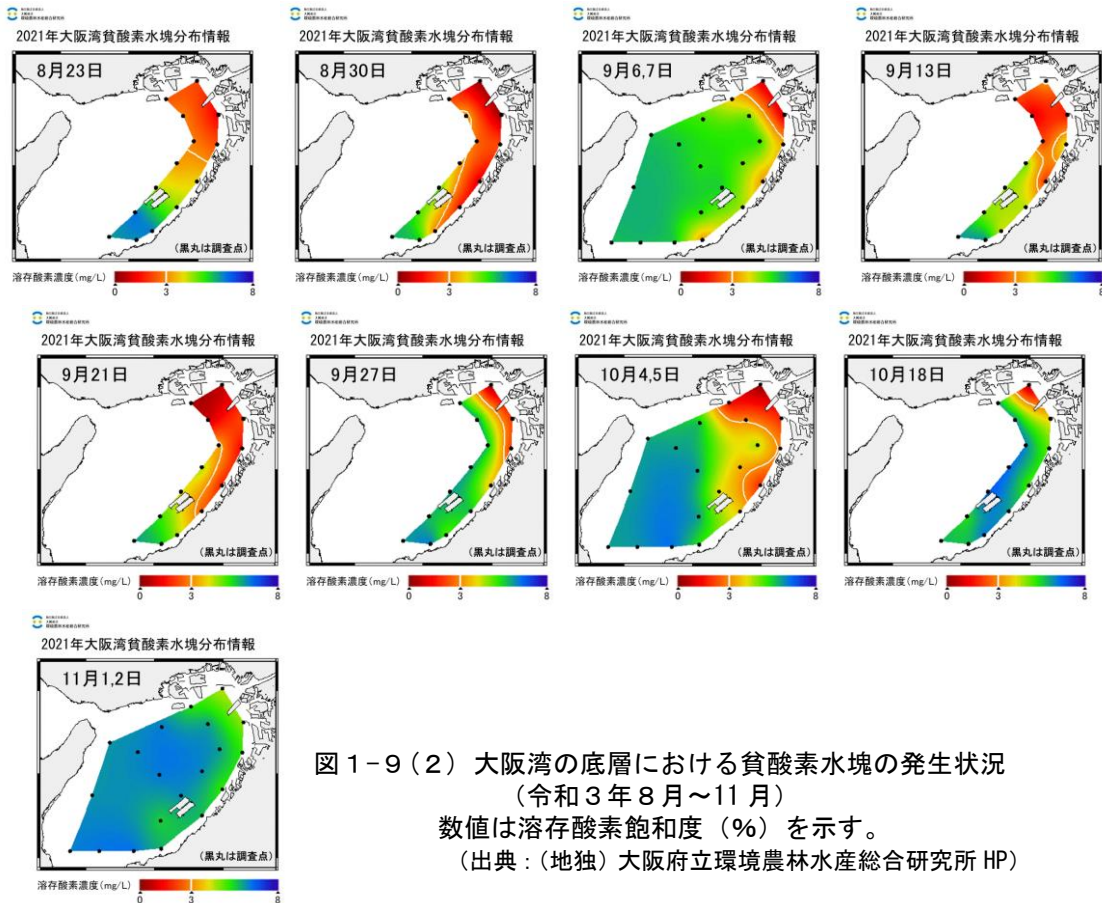 2021年大阪湾貧酸素水塊分布情報
8月23日
(黒丸は調査点)
溶存酸素濃度(mg/L)
0 3 8
2021年大阪湾貧酸素水塊分布情報
8月30日
(黒丸は調査点)
溶存酸素濃度(mg/L)
0 3 8
2021年大阪湾貧酸素水塊分布情報
9月6,7日
(黒丸は調査点)
溶存酸素濃度(mg/L)
0 3 8
2021年大阪湾貧酸素水塊分布情報
9月13日
(黒丸は調査点)
溶存酸素濃度(mg/L)
0 3 8
2021年大阪湾貧酸素水塊分布情報
9月21日
(黒丸は調査点)
溶存酸素濃度(mg/L)
0 3 8
2021年大阪湾貧酸素水塊分布情報
9月27日
(黒丸は調査点)
溶存酸素濃度(mg/L)
0 3 8
2021年大阪湾貧酸素水塊分布情報
10月4,5日
(黒丸は調査点)
溶存酸素濃度(mg/L)
0 3 8
2021年大阪湾貧酸素水塊分布情報
10月18日
(黒丸は調査点)
溶存酸素濃度(mg/L)
0 3 8
2021年大阪湾貧酸素水塊分布情報
11月1,2日
(黒丸は調査点)
溶存酸素濃度(mg/L)
0 3 8
図1-9(2) 大阪湾の底層における貧酸素水塊の発生状況
(令和3年8月～11月)
数値は溶存酸素飽和度(%)を示す。
(出典:(地独)大阪府立環境農林水産総合研究所HP)